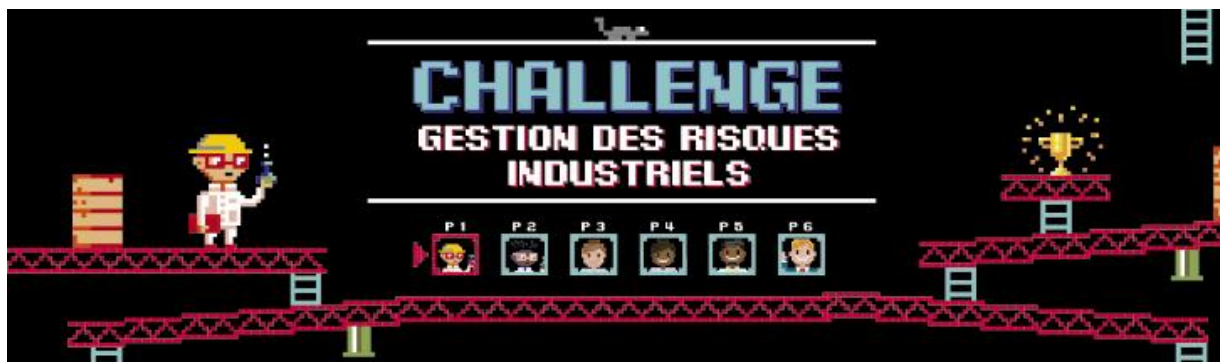 CHALLENGE
GESTION DES RISQUES
INDUSTRIELS
P1 P2 P3 P4 P5 P6